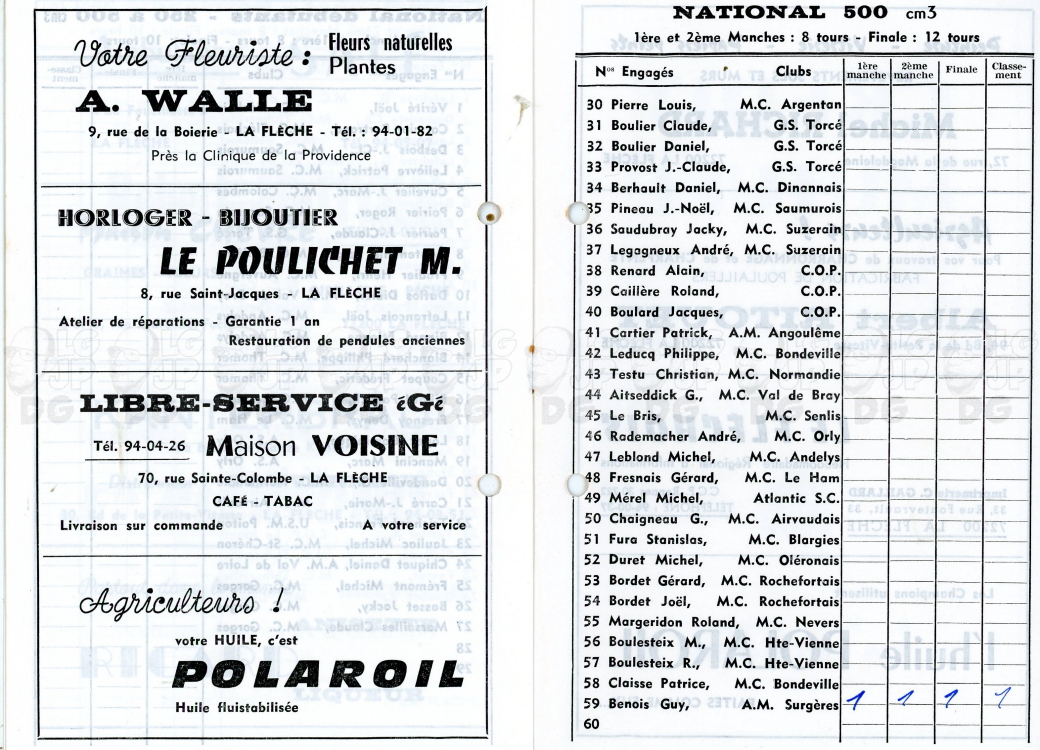 Votre Fleuriste : Fleurs naturelles
Plantes
A. WALLE
9, rue de la Boierie - LA FLÈCHE - Tél. : 94-01-82
Près la Clinique de la Providence
HORLOGER - BIJOUTIER
LE POULICHET M.
8, rue Saint-Jacques - LA FLÈCHE
Atelier de réparations - Garantie 1 an
Restauration de pendules anciennes
LIBRE-SERVICE éGé
Tél. 94-04-26 Maison VOISINE
70, rue Sainte-Colombe - LA FLÈCHE
CAFÉ - TABAC
Livraison sur commande A votre service
Agriculteurs !
votre HUILE, c'est
POLAROIL
Huile fluistabilisée
NATIONAL 500 cm3
1ère et 2ème Manches : 8 tours - Finale : 12 tours
Nos Engagés Clubs 1ère manche 2ème manche Finale Classe-ment
30 Pierre Louis, M.C. Argentan
31 Boulier Claude, G.S. Torcé
32 Boulier Daniel, G.S. Torcé
33 Provost J.-Claude, G.S. Torcé
34 Berhault Daniel, M.C. Dinannais
35 Pineau J.-Noël, M.C. Saumurois
36 Saudubray Jacky, M.C. Suzerain
37 Legagneux André, M.C. Suzerain
38 Renard Alain, C.O.P.
39 Caillère Roland, C.O.P.
40 Boulard Jacques, C.O.P.
41 Cartier Patrick, A.M. Angoulême
42 Leducq Philippe, M.C. Bondeville
43 Testu Christian, M.C. Normandie
44 Aitseddick G., M.C. Val de Bray
45 Le Bris, M.C. Senlis
46 Rademacher André, M.C. Orly
47 Leblond Michel, M.C. Andelys
48 Fresnais Gérard, M.C. Le Ham
49 Mérel Michel, Atlantic S.C.
50 Chaigneau G., M.C. Airvaudais
51 Fura Stanislas, M.C. Blargies
52 Duret Michel, M.C. Oléronais
53 Bordet Gérard, M.C. Rochefortais
54 Bordet Joël, M.C. Rochefortais
55 Margeridon Roland, M.C. Nevers
56 Boulesteix M., M.C. Hte-Vienne
57 Boulesteix R., M.C. Hte-Vienne
58 Claisse Patrice, M.C. Bondeville
59 Benois Guy, A.M. Surgères 1 1 1 1
60